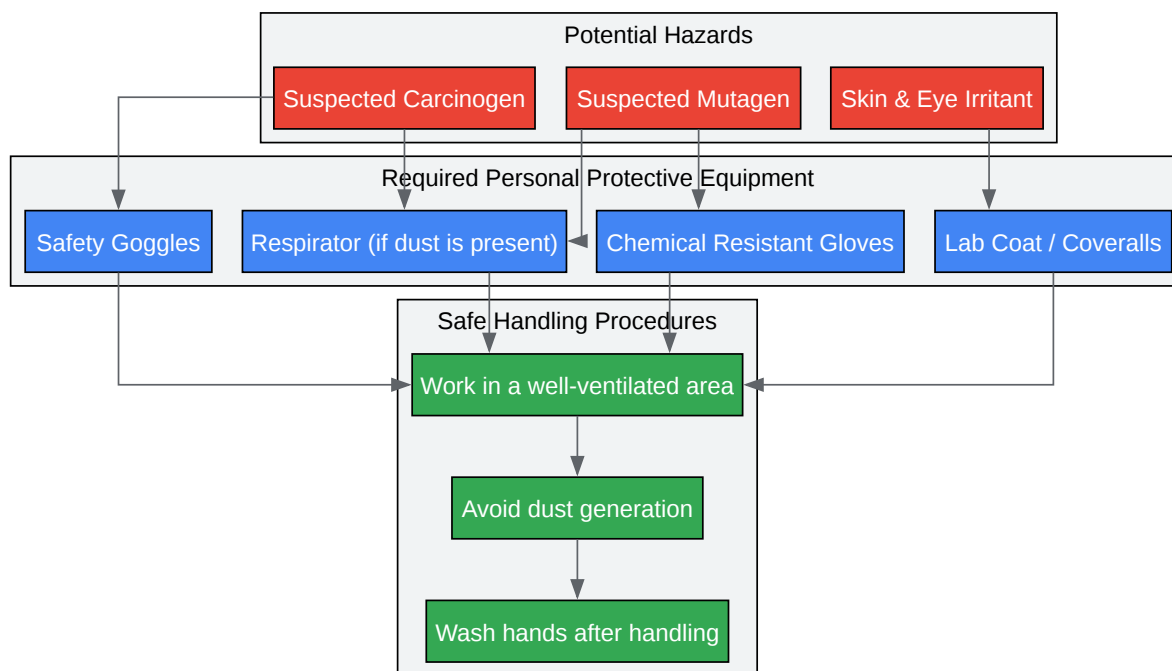 Potential Hazards
Suspected Carcinogen
Suspected Mutagen
Skin & Eye Irritant
Required Personal Protective Equipment
Safety Goggles
Respirator (if dust is present)
Chemical Resistant Gloves
Lab Coat / Coveralls
Safe Handling Procedures
Work in a well-ventilated area
Avoid dust generation
Wash hands after handling